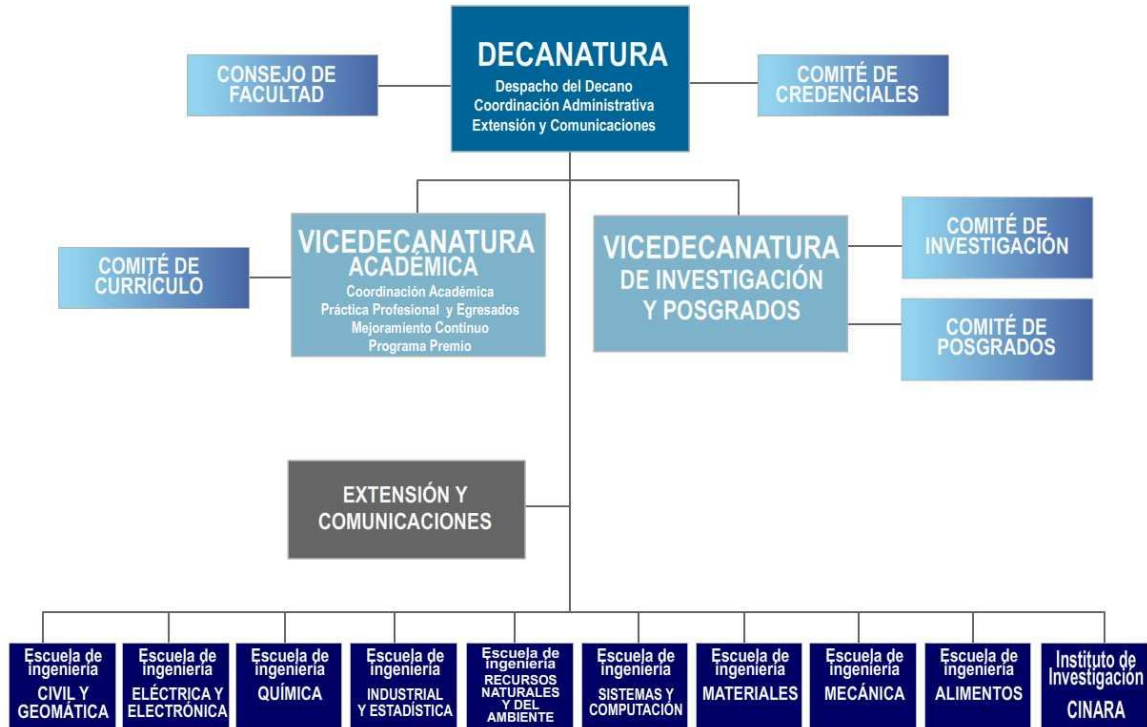 DECANATURA
Despacho del Decano
Coordinación Administrativa
Extensión y Comunicaciones
CONSEJO DE
FACULTAD
COMITÉ DE
CREDENCIALES
VICEDECANATURA
ACADÉMICA
Coordinación Académica
Práctica Profesional y Egresados
Mejoramiento Continuo
Programa Premio
VICEDECANATURA
DE INVESTIGACIÓN
Y POSGRADOS
COMITÉ DE
INVESTIGACIÓN
COMITÉ DE
CURRÍCULO
COMITÉ DE
POSGRADOS
EXTENSIÓN Y
COMUNICACIONES
Escuela de
ingeniería
CIVIL Y
GEOMÁTICA
Escuela de
ingeniería
ELÉCTRICA Y
ELECTRÓNICA
Escuela de
ingeniería
QUÍMICA
Escuela de
ingeniería
INDUSTRIAL
Y ESTADÍSTICA
Escuela de
ingeniería
RECURSOS
NATURALES
Y DEL
AMBIENTE
Escuela de
ingeniería
SISTEMAS Y
COMPUTACIÓN
Escuela de
ingeniería
MATERIALES
Escuela de
ingeniería
MECÁNICA
Escuela de
ingeniería
ALIMENTOS
Instituto de
Investigación
CINARA